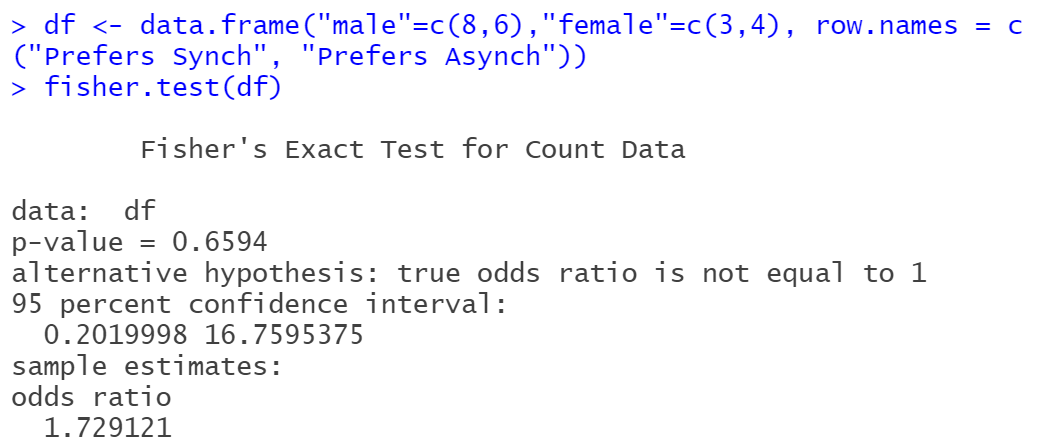 > df <- data.frame("male"=c(8,6),"female"=c(3,4), row.names = c
("Prefers Synch", "Prefers Asynch"))
> fisher.test(df)
Fisher's Exact Test for Count Data
data:  df
p-value = 0.6594
alternative hypothesis: true odds ratio is not equal to 1
95 percent confidence interval:
0.2019998 16.7595375
sample estimates:
odds ratio
1.729121